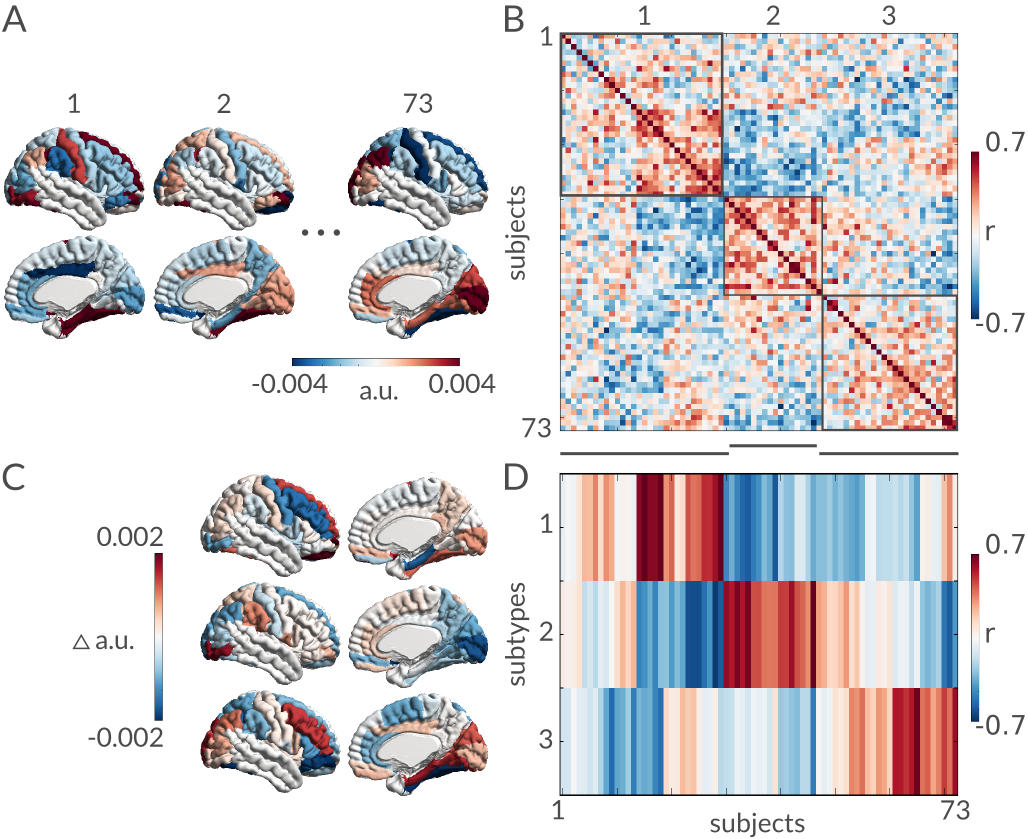 A
1
2
73
-0.004
a.u.
0.004
B
1
2
3
1
subjects
73
0.7
r
-0.7
C
0.002
△ a.u.
-0.002
D
1
2
3
subtypes
1
subjects
73
0.7
r
-0.7